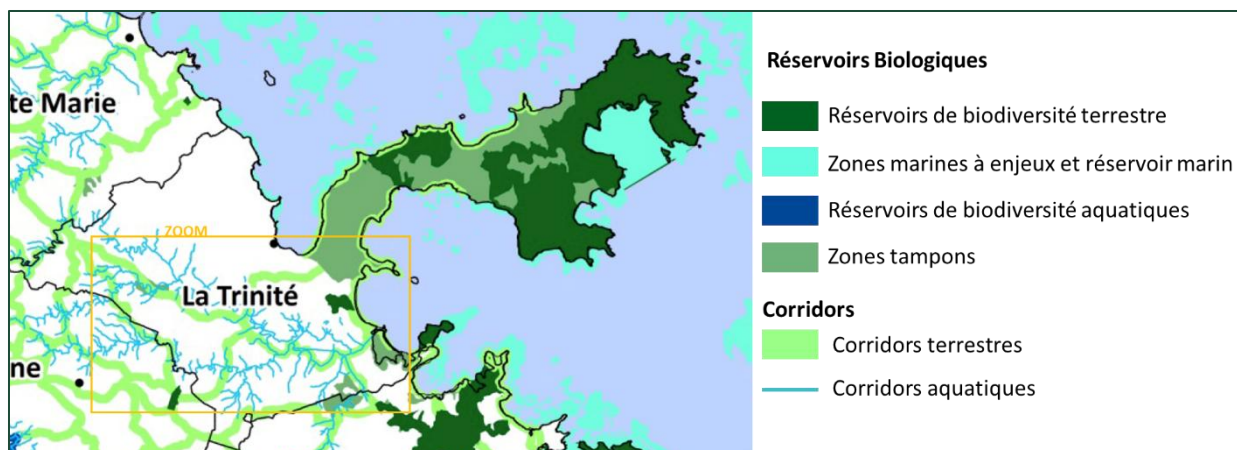 te Marie
ZOOM
La Trinité
ne
Réservoirs Biologiques
Réservoirs de biodiversité terrestre
Zones marines à enjeux et réservoir marin
Réservoirs de biodiversité aquatiques
Zones tampons
Corridors
Corridors terrestres
Corridors aquatiques